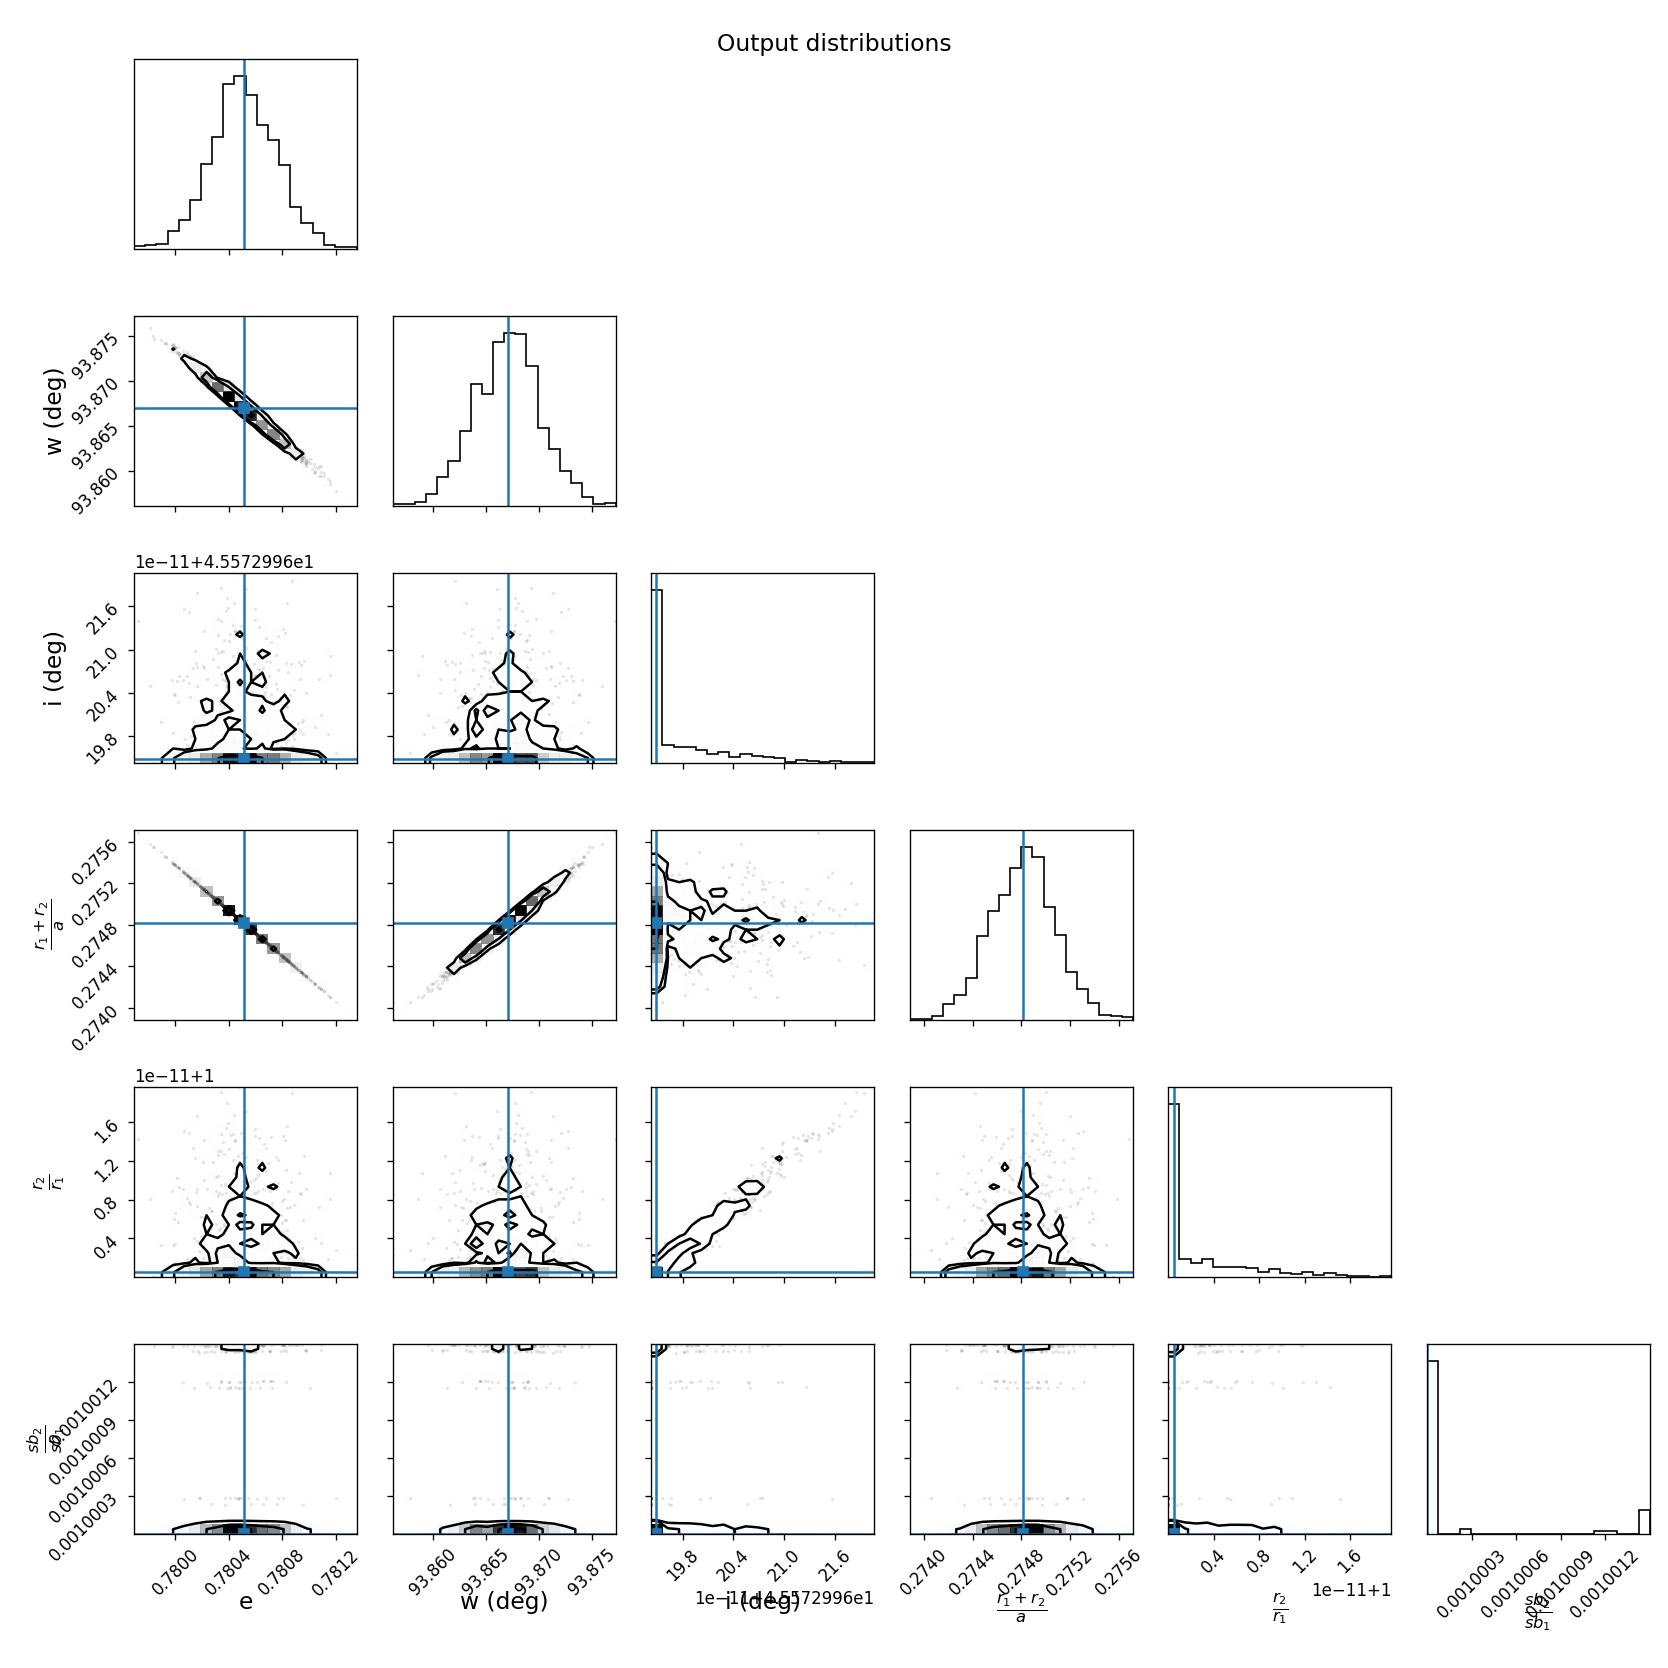 Output distributions
w (deg)
93.875
93.870
93.865
93.860
1e−11+4.5572996e1
i (deg)
21.6
21.0
20.4
19.8
r₁ + r₂
a
0.2756
0.2752
0.2748
0.2744
0.2740
1e−11+1
r₂
r₁
1.6
1.2
0.8
0.4
sb₂
sb₁
0.0010012
0.0010009
0.0010006
0.0010003
0.7800 0.7804 0.7808 0.7812
e
93.860 93.865 93.870 93.875
w (deg)
19.8 20.4 21.0 21.6
1e−11+4.5572996e1
i (deg)
0.2740 0.2744 0.2748 0.2752 0.2756
r₁ + r₂
a
0.4 0.8 1.2 1.6
1e−11+1
r₂
r₁
0.0010003 0.0010006 0.0010009 0.0010012
sb₂
sb₁